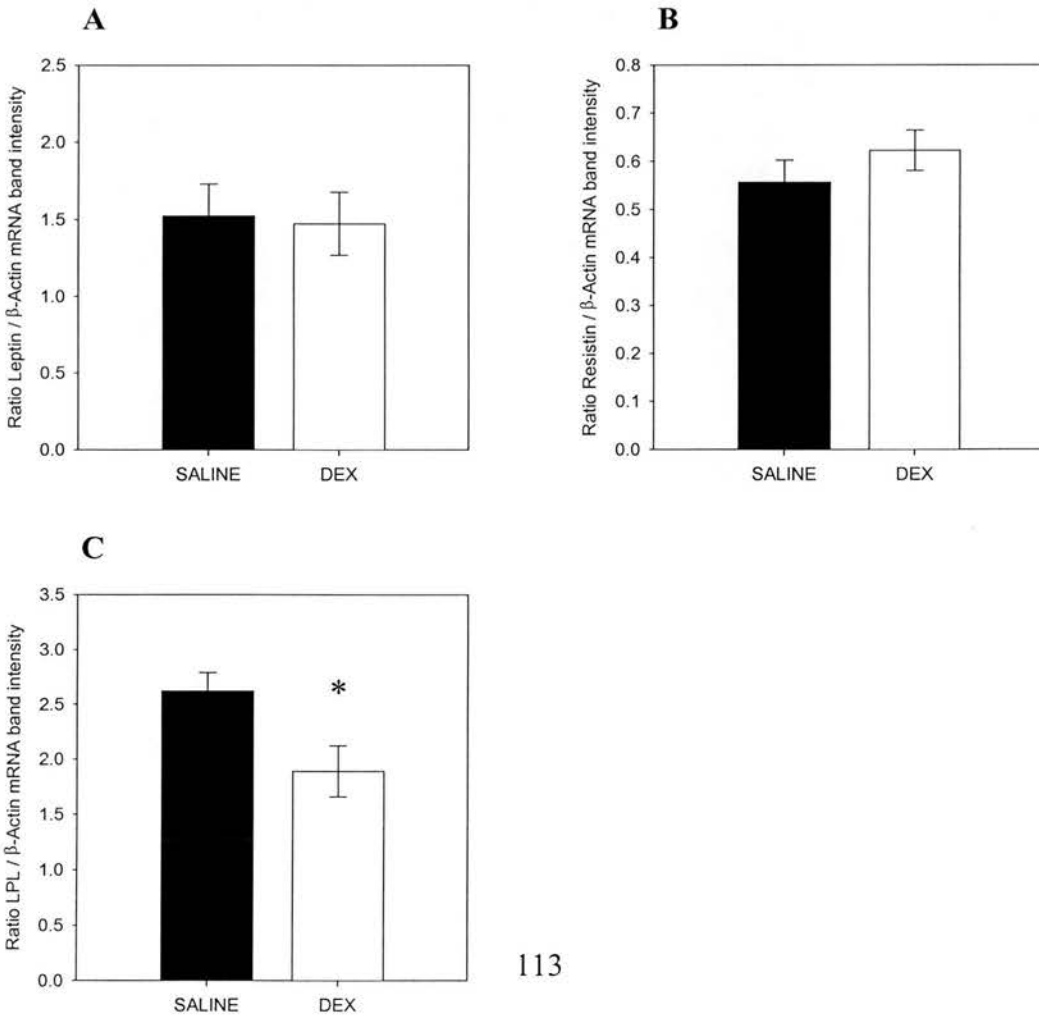 A
Ratio Leptin / β-Actin mRNA band intensity
2.5
2.0
1.5
1.0
0.5
0.0
SALINE DEX
B
Ratio Resistin / β-Actin mRNA band intensity
0.8
0.7
0.6
0.5
0.4
0.3
0.2
0.1
0.0
SALINE DEX
C
Ratio LPL / β-Actin mRNA band intensity
3.5
3.0
2.5
2.0
1.5
1.0
0.5
0.0
*
SALINE DEX
113